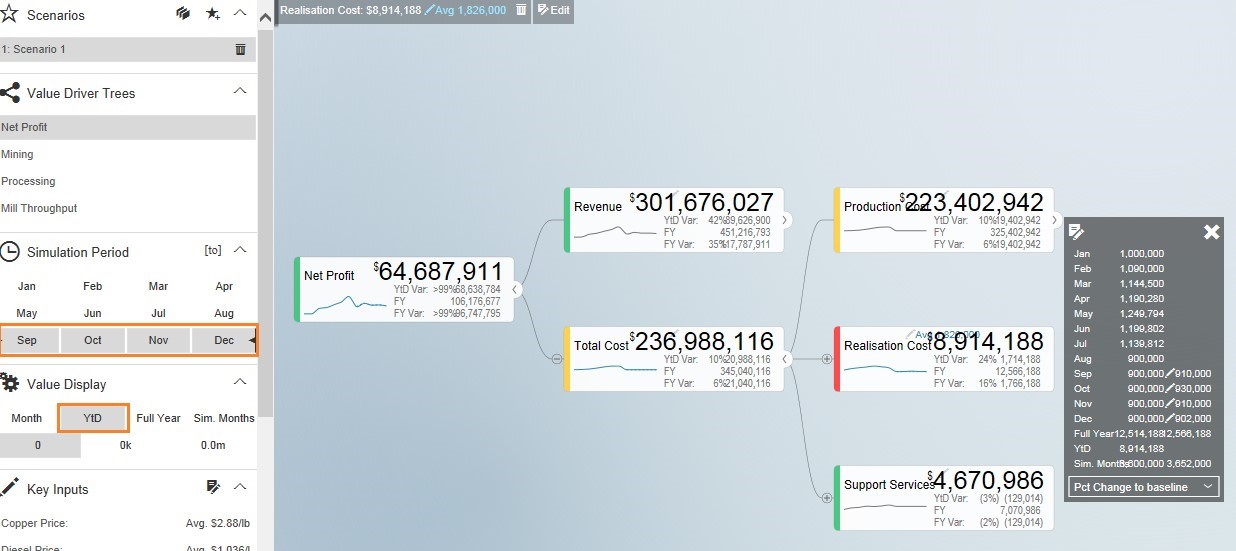 Scenarios
1: Scenario 1
Value Driver Trees
Net Profit
Mining
Processing
Mill Throughput
Simulation Period [to]
Jan Feb Mar Apr
May Jun Jul Aug
Sep Oct Nov Dec
Value Display
Month YtD Full Year Sim. Months
0 0k 0.0m
Key Inputs
Copper Price: Avg. $2.88/lb
Diesel Price: Avg. $1.036/l
Realisation Cost: $8,914,188 Avg 1,826,000 Edit
Net Profit $64,687,911
YtD Var: >99% 68,638,784
FY 106,176,677
FY Var: >99% 96,747,795
Revenue $301,676,027
YtD Var: 42% 89,626,900
FY 451,216,793
FY Var: 35% 117,787,911
Total Cost $236,988,116
YtD Var: 10% 20,988,116
FY 345,040,116
FY Var: 6% 21,040,116
Production Cost $223,402,942
YtD Var: 10% 19,402,942
FY 325,402,942
FY Var: 6% 19,402,942
Avg 1,826,000
Realisation Cost $8,914,188
YtD Var: 24% 1,714,188
FY 12,566,188
FY Var: 16% 1,766,188
Support Services $4,670,986
YtD Var: (3%) (129,014)
FY 7,070,986
FY Var: (2%) (129,014)
Jan 1,000,000
Feb 1,090,000
Mar 1,144,500
Apr 1,190,280
May 1,249,794
Jun 1,199,802
Jul 1,139,812
Aug 900,000
Sep 900,000 910,000
Oct 900,000 930,000
Nov 900,000 910,000
Dec 900,000 902,000
Full Year 12,514,188 12,566,188
YtD 8,914,188
Sim. Months 3,600,000 3,652,000
Pct Change to baseline